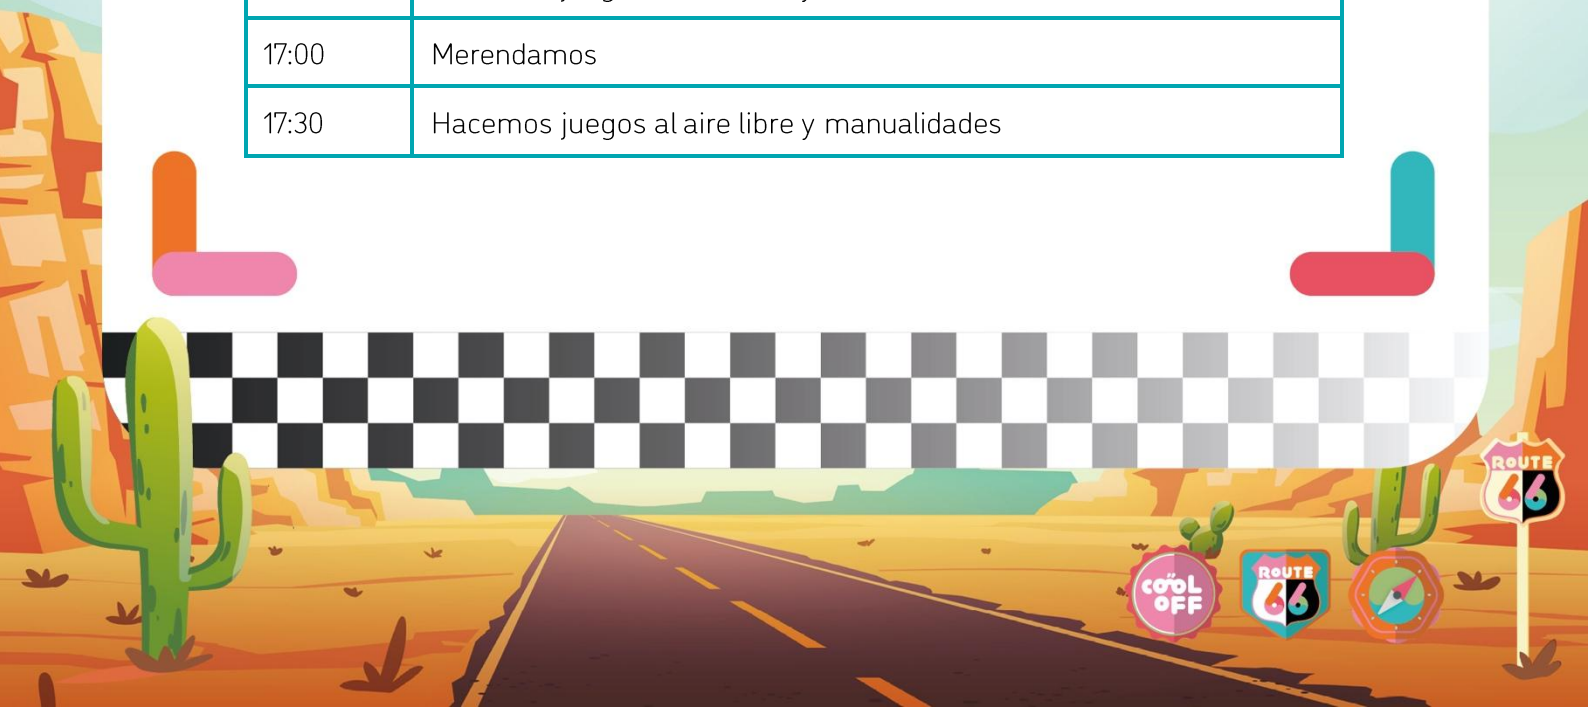 17:00 Merendamos
17:30 Hacemos juegos al aire libre y manualidades
ROUTE
66
COOL
OFF
ROUTE
66